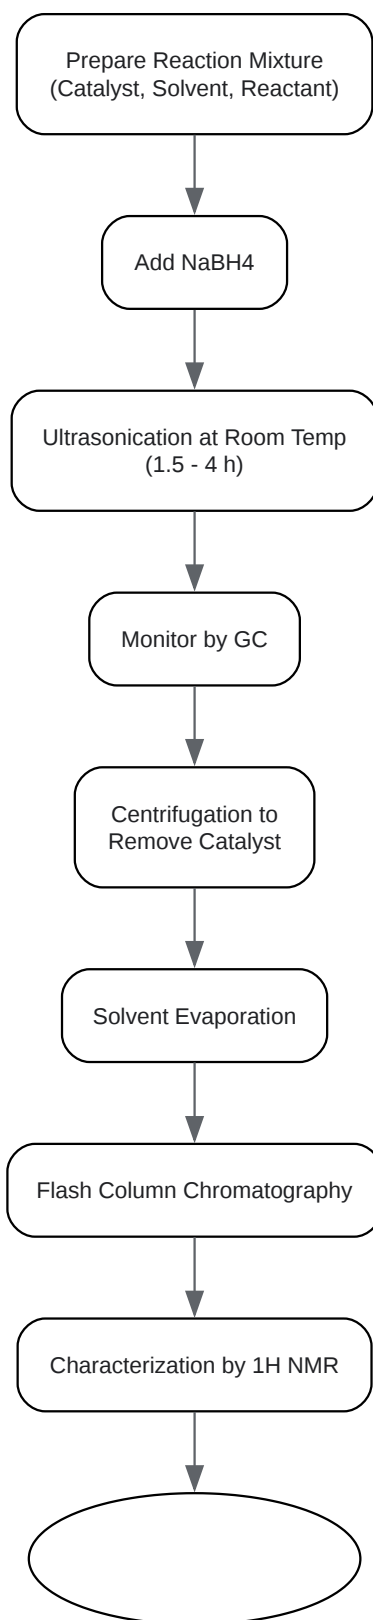 Prepare Reaction Mixture
(Catalyst, Solvent, Reactant)
Add NaBH4
Ultrasonication at Room Temp
(1.5 - 4 h)
Monitor by GC
Centrifugation to
Remove Catalyst
Solvent Evaporation
Flash Column Chromatography
Characterization by 1H NMR